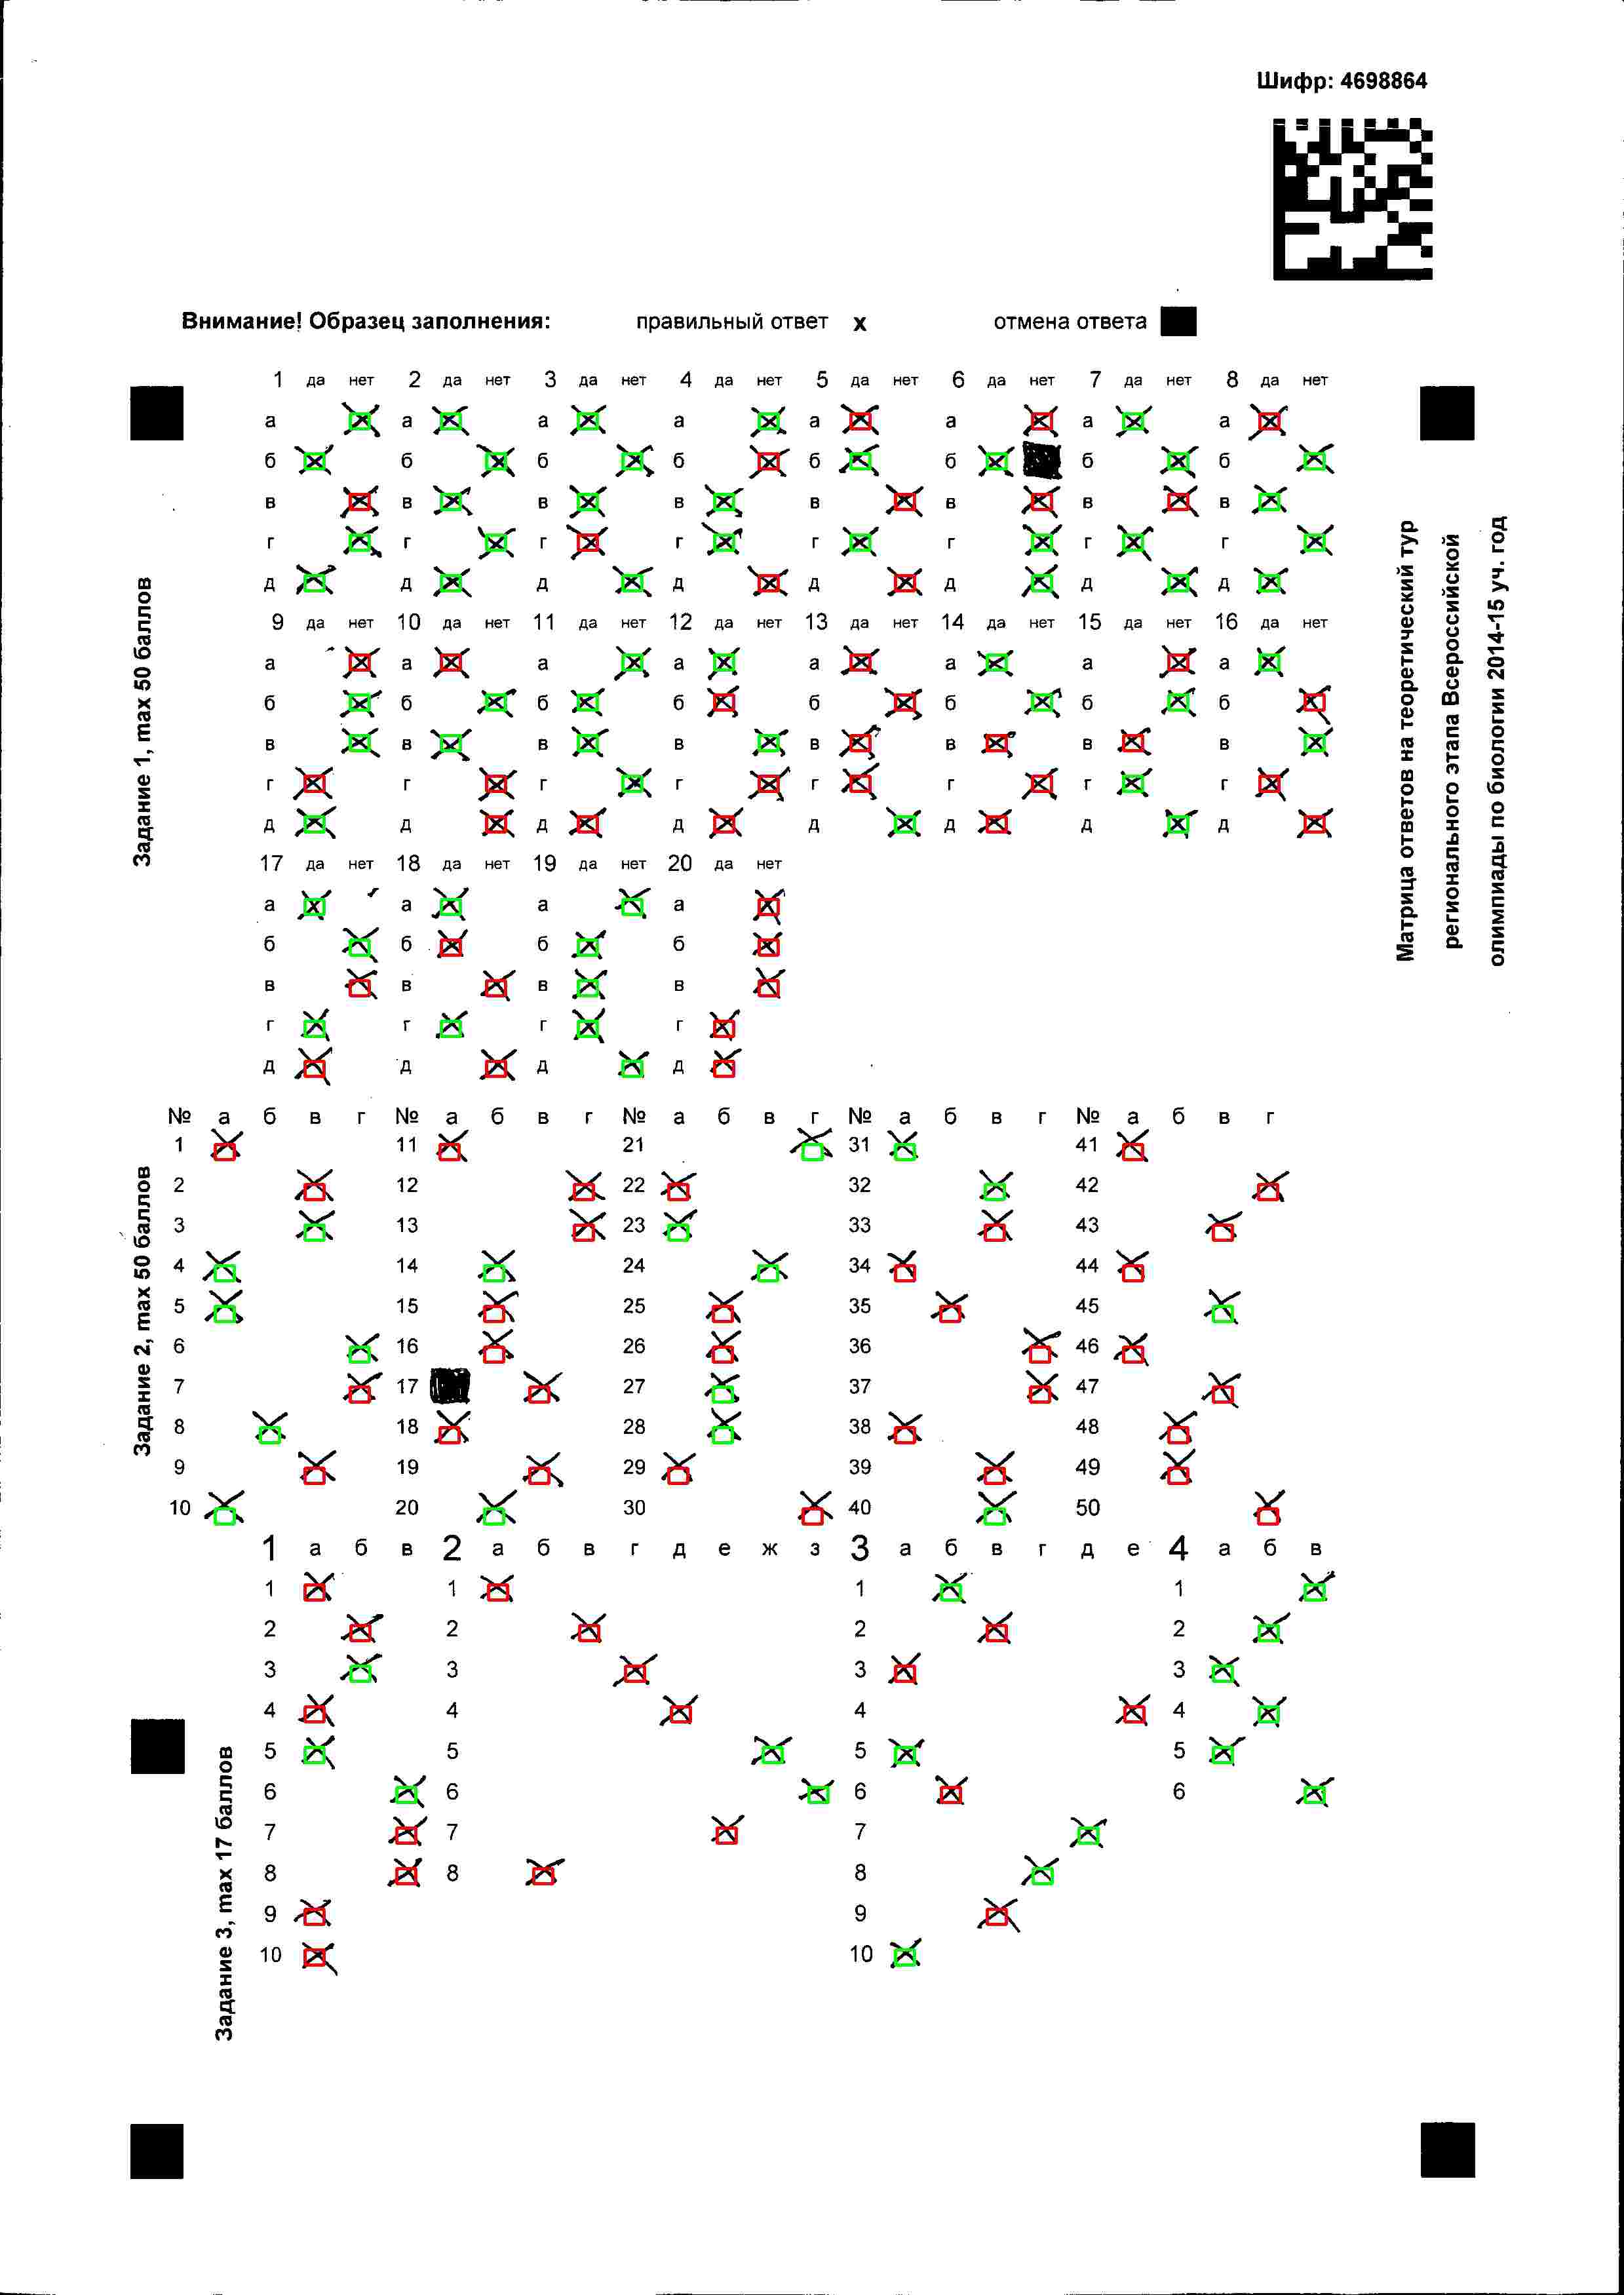 Шифр: 4698864
Внимание! Образец заполнения: правильный ответ х отмена ответа
1 да нет 2 да нет 3 да нет 4 да нет 5 да нет 6 да нет 7 да нет 8 да нет
а а а а а а а а
б б б б б б б б
в в в в в в в в
г г г г г г г г
д д д д д д д д
9 да нет 10 да нет 11 да нет 12 да нет 13 да нет 14 да нет 15 да нет 16 да нет
а а а а а а а а
б б б б б б б б
в в в в в в в в
г г г г г г г г
д д д д д д д д
17 да нет 18 да нет 19 да нет 20 да нет
а а а а
б б б б
в в в в
г г г г
д д д д
Задание 1, max 50 баллов
Матрица ответов на теоретический тур
регионального этапа Всероссийской
олимпиады по биологии 2014-15 уч. год
№ а б в г № а б в г № а б в г № а б в г № а б в г
1 11 21 31 41
2 12 22 32 42
3 13 23 33 43
4 14 24 34 44
5 15 25 35 45
6 16 26 36 46
7 17 27 37 47
8 18 28 38 48
9 19 29 39 49
10 20 30 40 50
Задание 2, max 50 баллов
1 а б в 2 а б в г д е ж з 3 а б в г д е 4 а б в
1 1 1 1
2 2 2 2
3 3 3 3
4 4 4 4
5 5 5 5
6 6 6 6
7 7 7
8 8 8
9 9
10 10
Задание 3, max 17 баллов